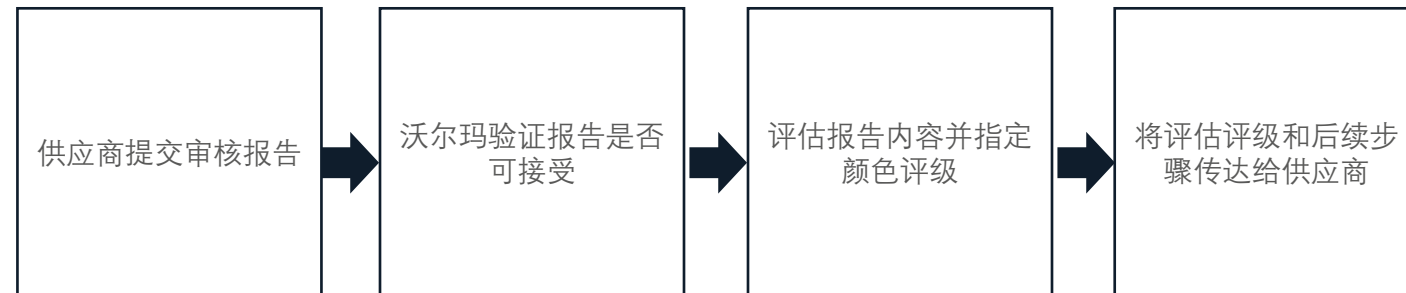 供应商提交审核报告
沃尔玛验证报告是否
可接受
评估报告内容并指定
颜色评级
将评估评级和后续步
骤传达给供应商